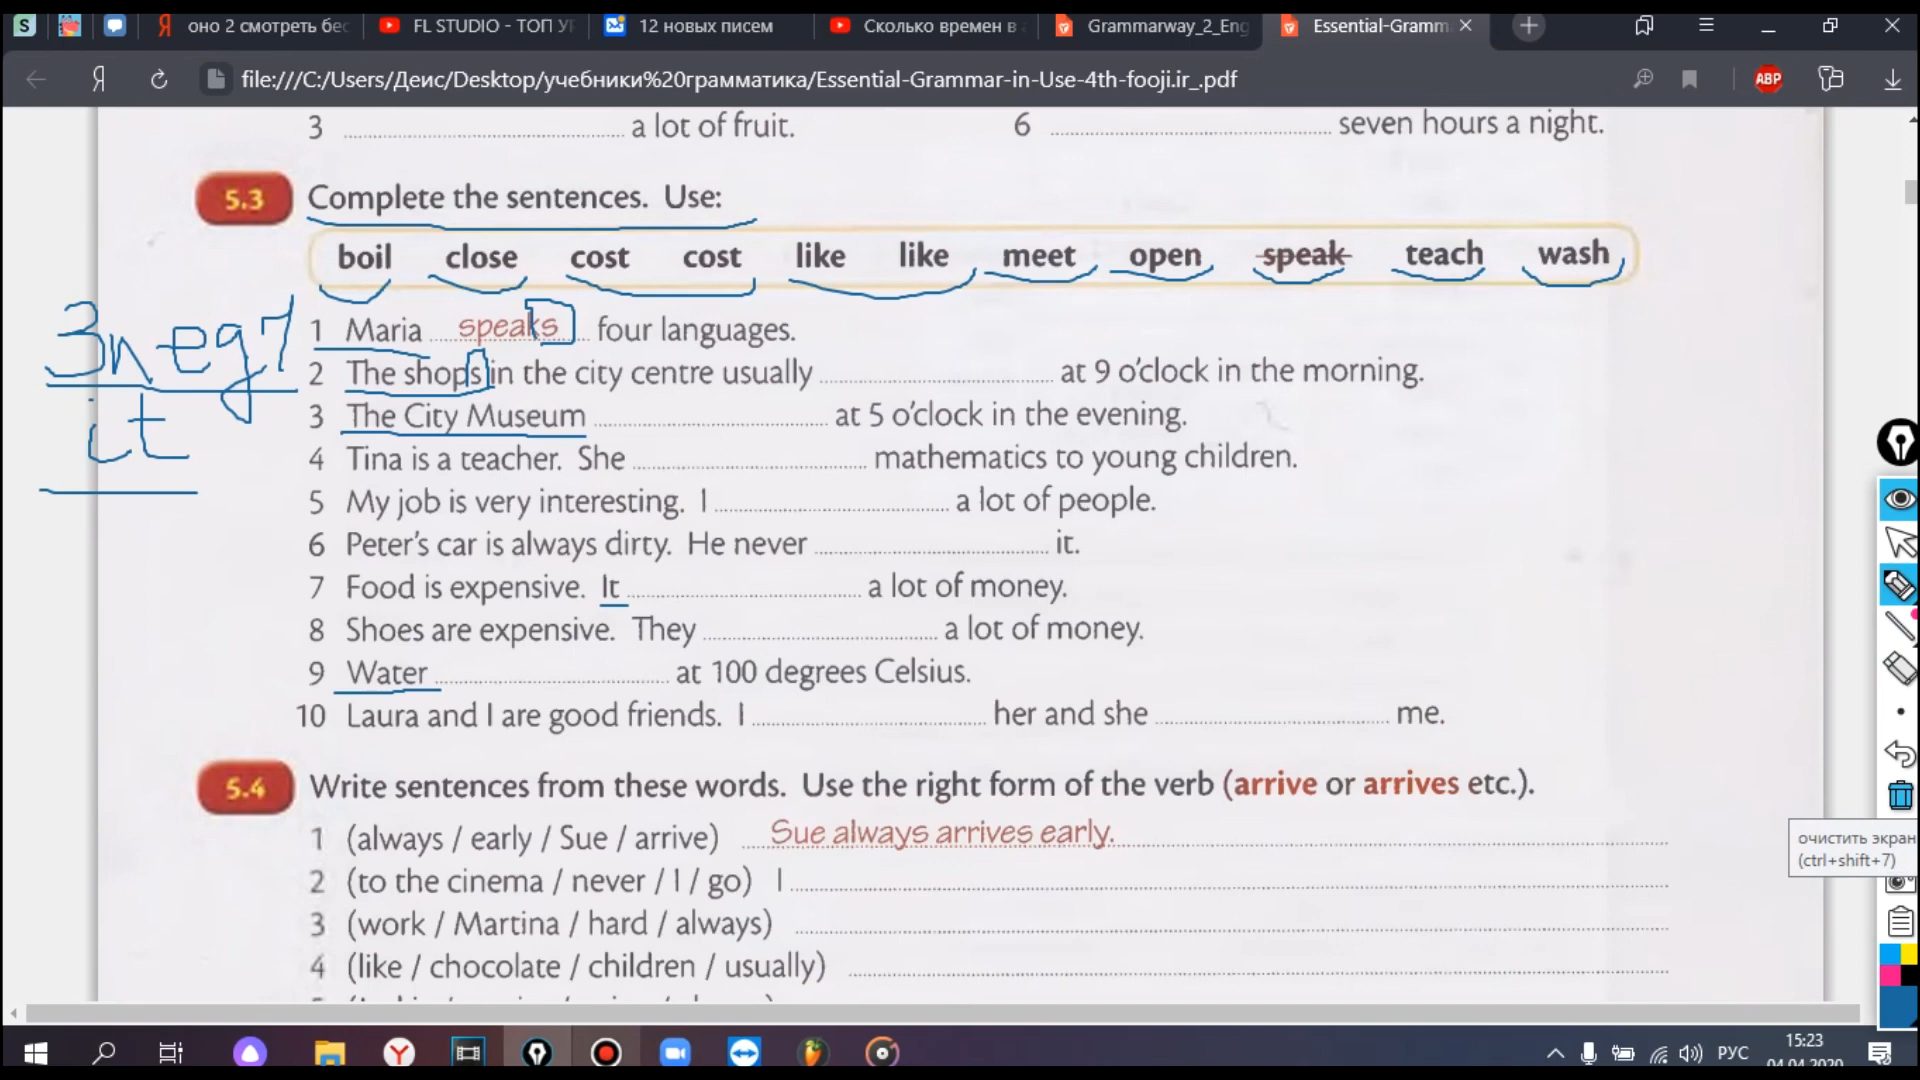 оно 2 смотреть бес FL STUDIO - ТОП У 12 новых писем Сколько времен в Grammarway_2_Eng Essential-Gramm
file:///C:/Users/Деис/Desktop/учебники%20грамматика/Essential-Grammar-in-Use-4th-fooji.ir_.pdf ABP
3 a lot of fruit. 6 seven hours a night.
5.3 Complete the sentences. Use:
boil close cost cost like like meet open speak teach wash
1 Maria speaks four languages.
2 The shops in the city centre usually at 9 o'clock in the morning.
3 The City Museum at 5 o'clock in the evening.
it
4 Tina is a teacher. She mathematics to young children.
5 My job is very interesting. I a lot of people.
6 Peter's car is always dirty. He never it.
7 Food is expensive. It a lot of money.
8 Shoes are expensive. They a lot of money.
9 Water at 100 degrees Celsius.
10 Laura and I are good friends. I her and she me.
5.4 Write sentences from these words. Use the right form of the verb (arrive or arrives etc.).
1 (always / early / Sue / arrive) Sue always arrives early.
2 (to the cinema / never / I / go) I
3 (work / Martina / hard / always)
4 (like / chocolate / children / usually)
очистить экран
(ctrl+shift+7)
РУС 15:23
04.04.2020